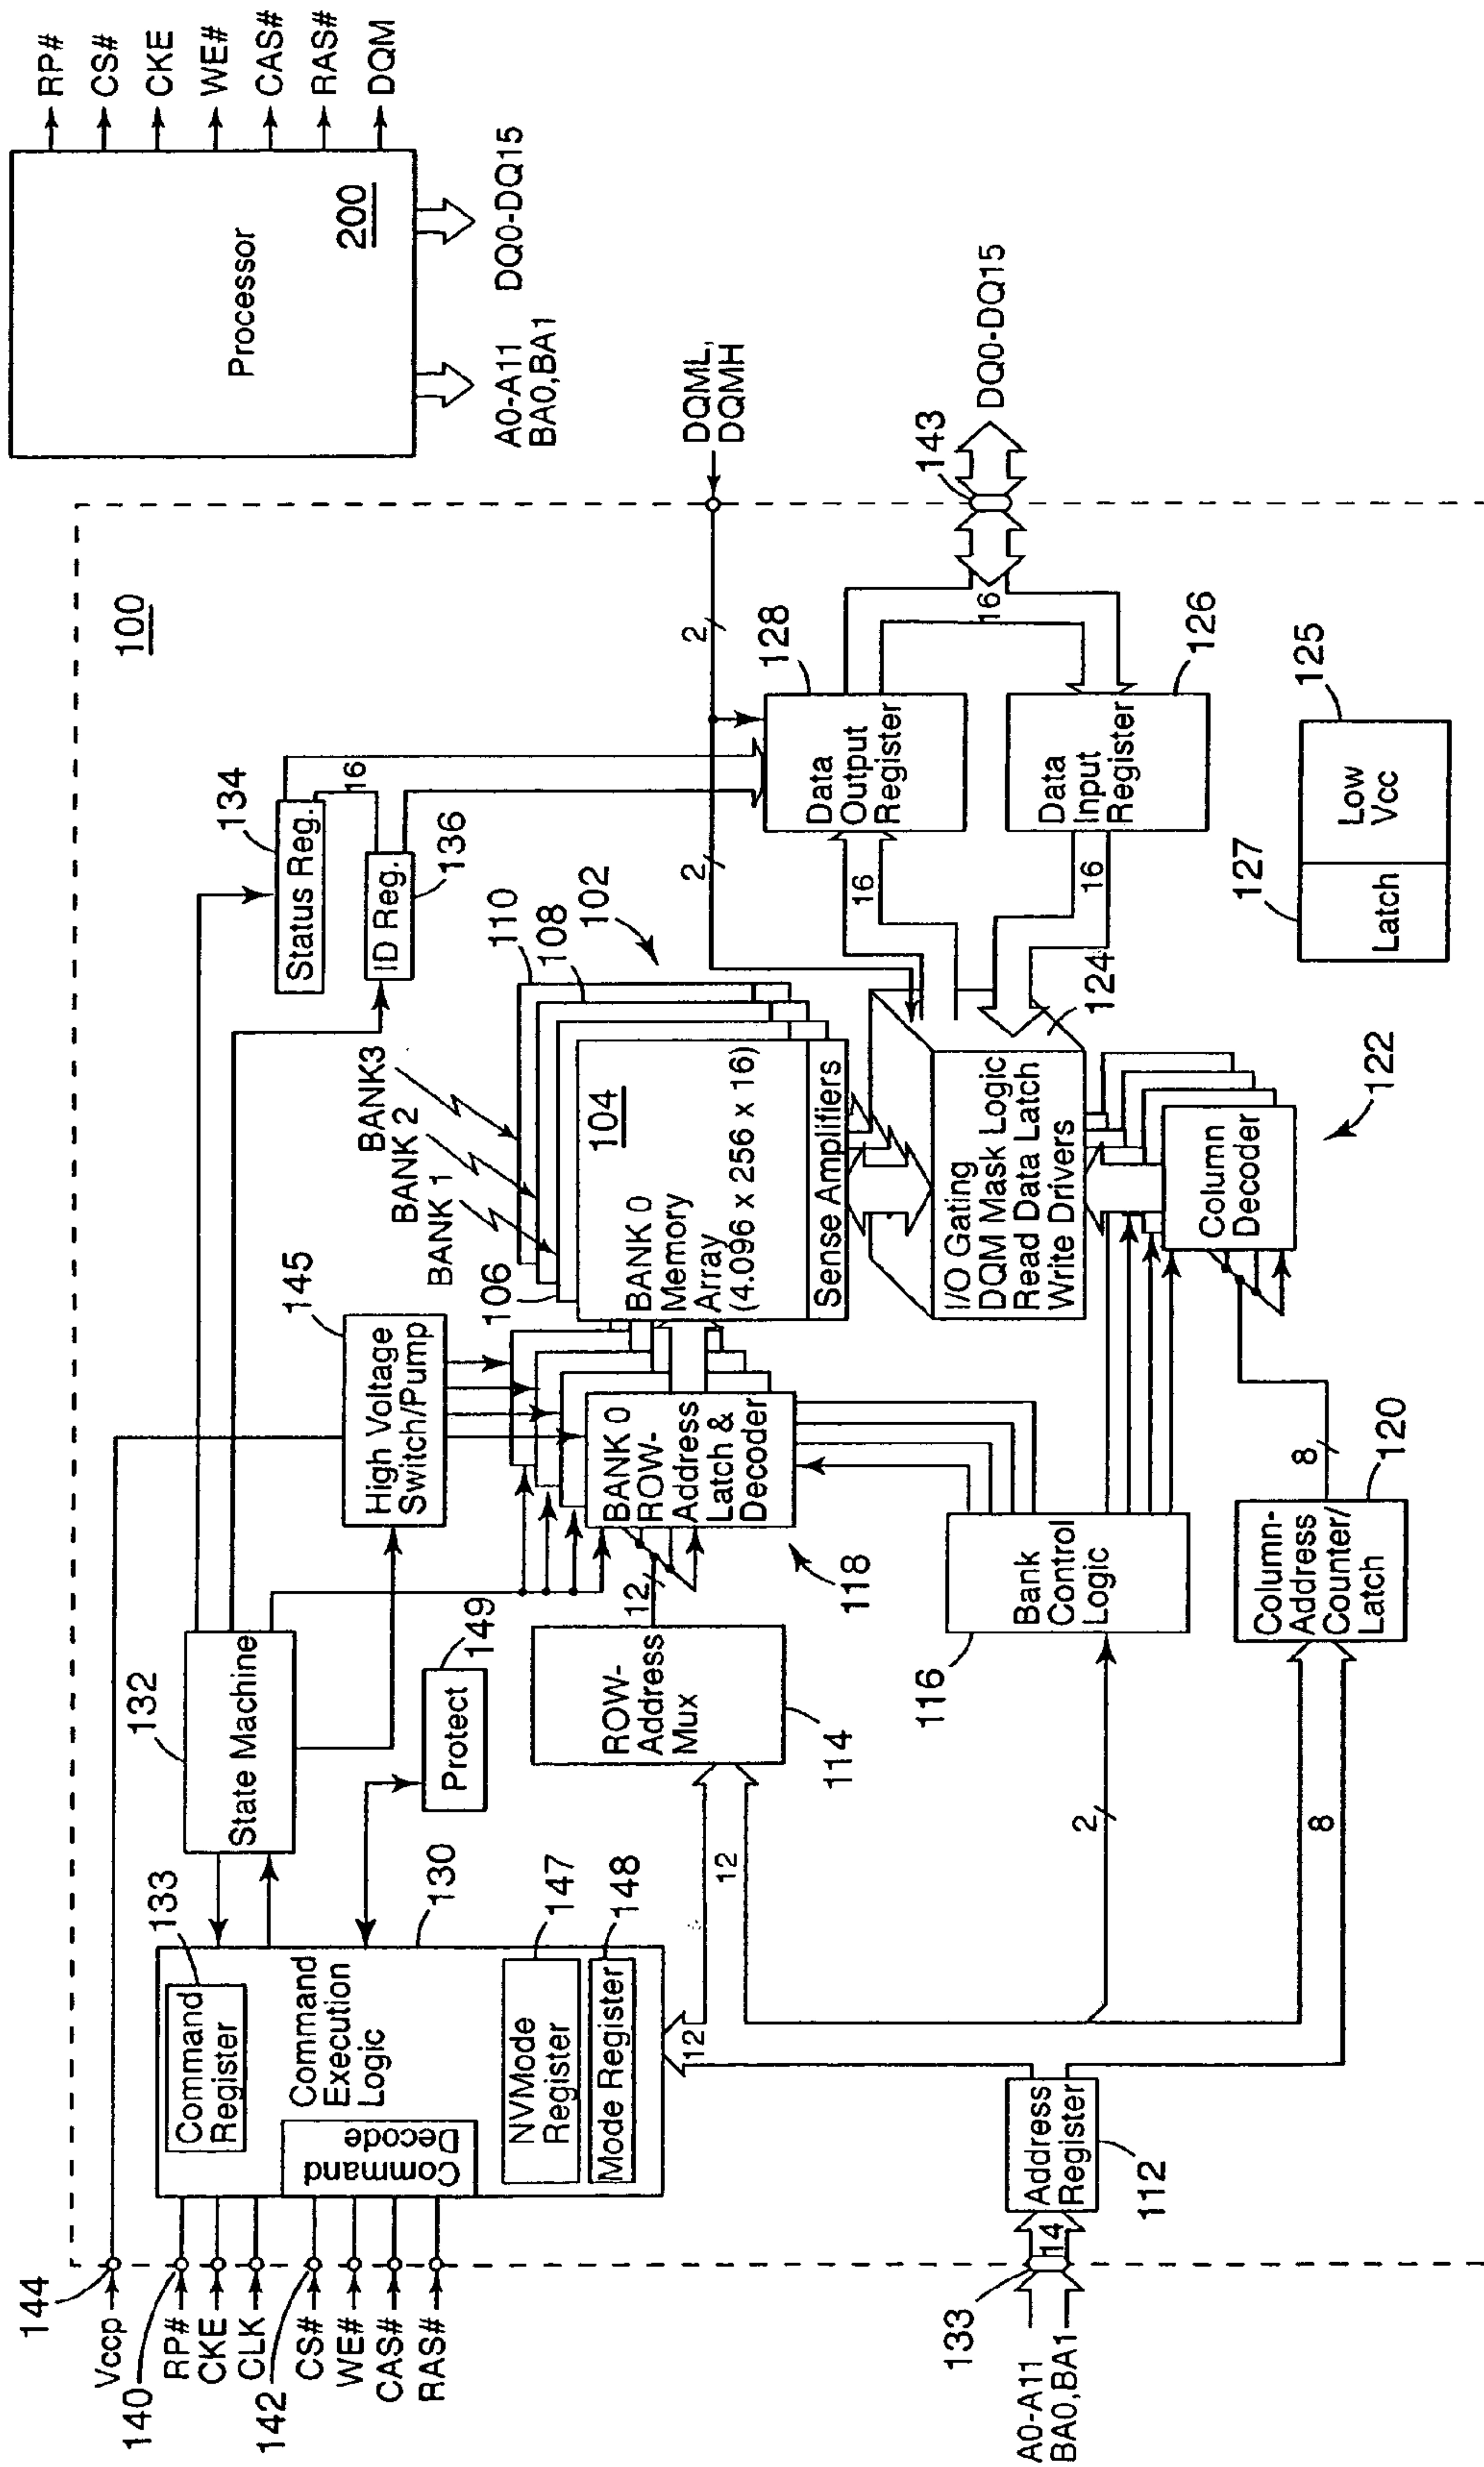 Processor
200
RP#
CS#
CKE
WE#
CAS#
RAS#
DQM
A0-A11
BA0,BA1
DQ0-DQ15
100
144
Vccp
140
RP#
CKE
CLK
142
CS#
WE#
CAS#
RAS#
133
Command
Register
Command
Execution
Logic
Command
Decode
NVMode
Register
147
Mode Register
148
130
132
State Machine
Protect
149
145
High Voltage
Switch/Pump
134
Status Reg.
16
ID Reg.
136
BANK3
BANK 2
BANK 1
110
108
106
102
104
BANK 0
Memory
Array
(4.096 x 256 x 16)
Sense Amplifiers
BANK 0
ROW-
Address
Latch &
Decoder
118
12
ROW-
Address
Mux
114
12
12
2
2
DQML,
DQMH
128
Data
Output
Register
16
143
DQ0-DQ15
Data
Input
Register
126
16
16
I/O Gating
DQM Mask Logic
Read Data Latch
Write Drivers
124
Column
Decoder
122
Bank
Control
Logic
116
2
Column-
Address
Counter/
Latch
120
8
8
Address
Register
112
14
133
A0-A11
BA0,BA1
127
Latch
Low
Vcc
125